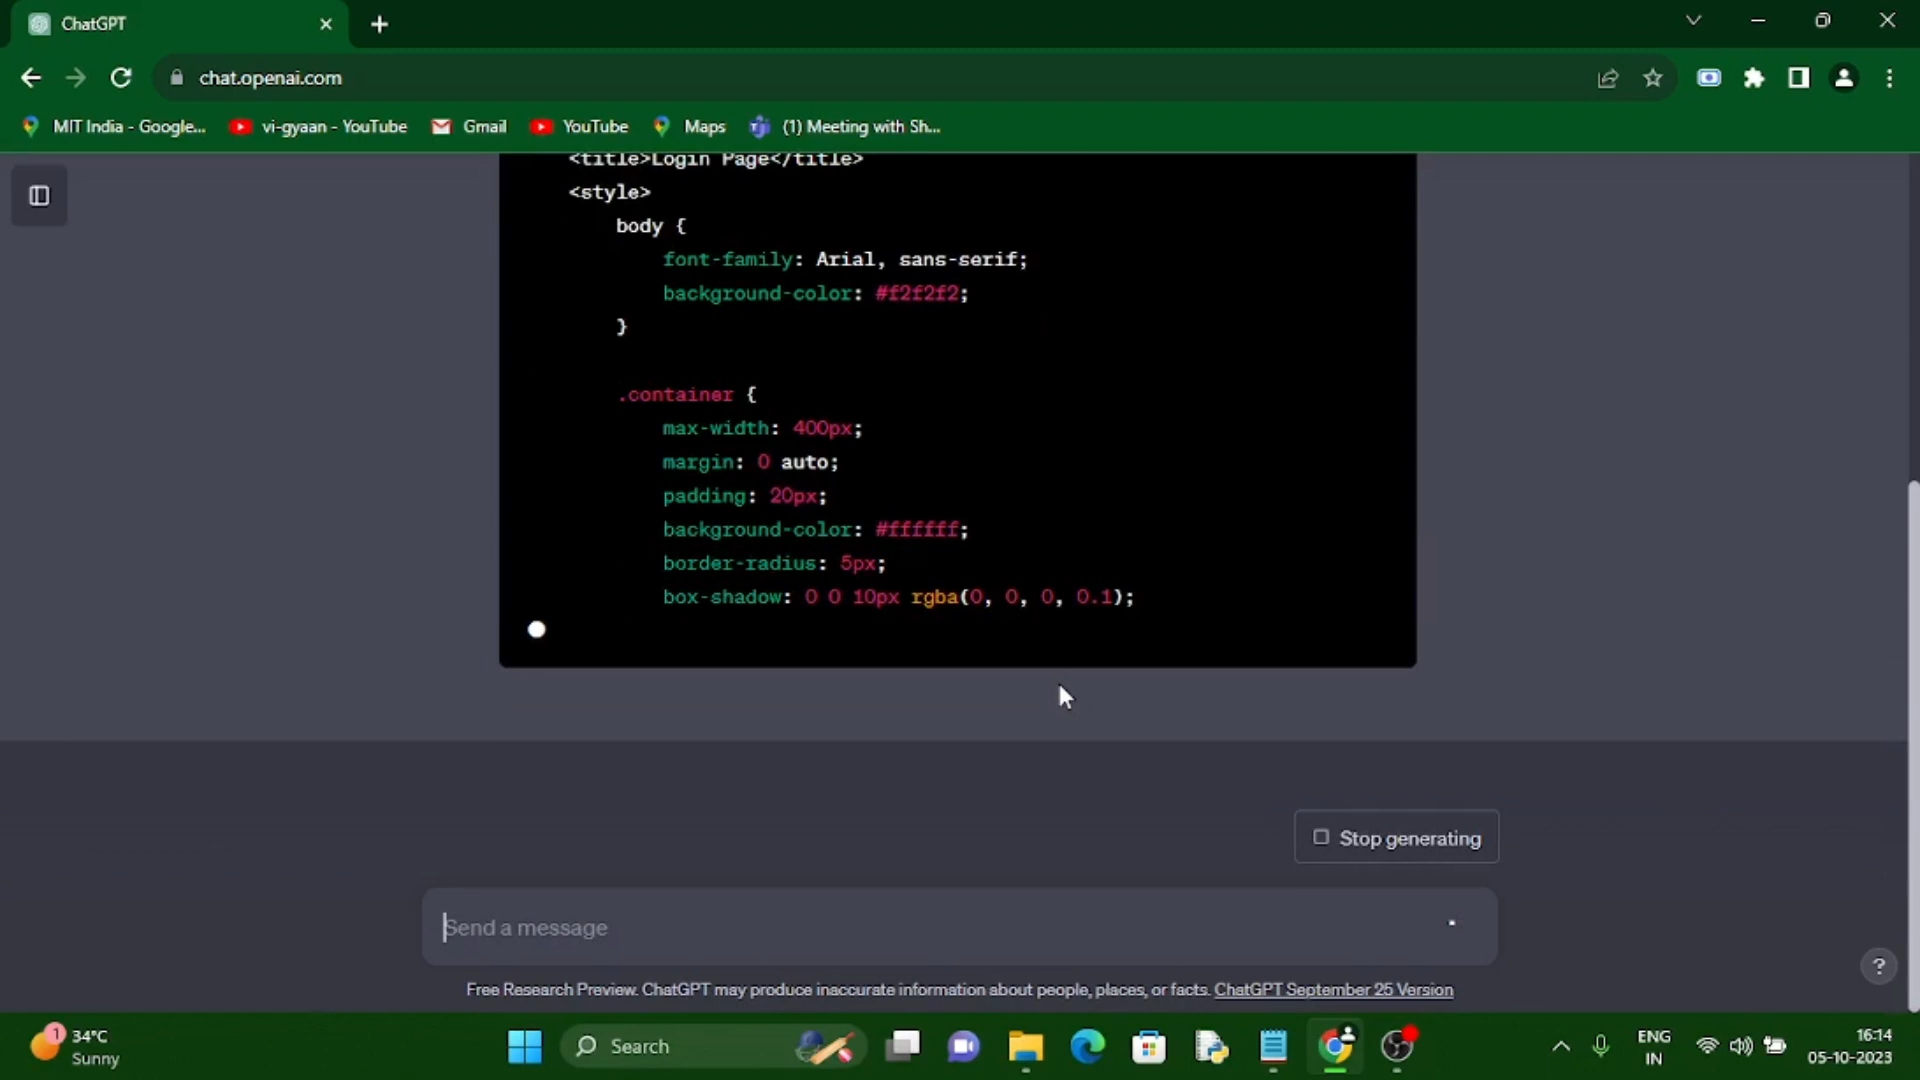 ChatGPT
chat.openai.com
MIT India - Google...
vi-gyaan - YouTube
Gmail
YouTube
Maps
(1) Meeting with Sh...
<title>Login Page</title>
<style>
body {
font-family: Arial, sans-serif;
background-color: #f2f2f2;
}
.container {
max-width: 400px;
margin: 0 auto;
padding: 20px;
background-color: #ffffff;
border-radius: 5px;
box-shadow: 0 0 10px rgba(0, 0, 0, 0.1);
Stop generating
Send a message
?
Free Research Preview. ChatGPT may produce inaccurate information about people, places, or facts. ChatGPT September 25 Version
1
34°C
Sunny
Search
ENG
IN
16:14
05-10-2023